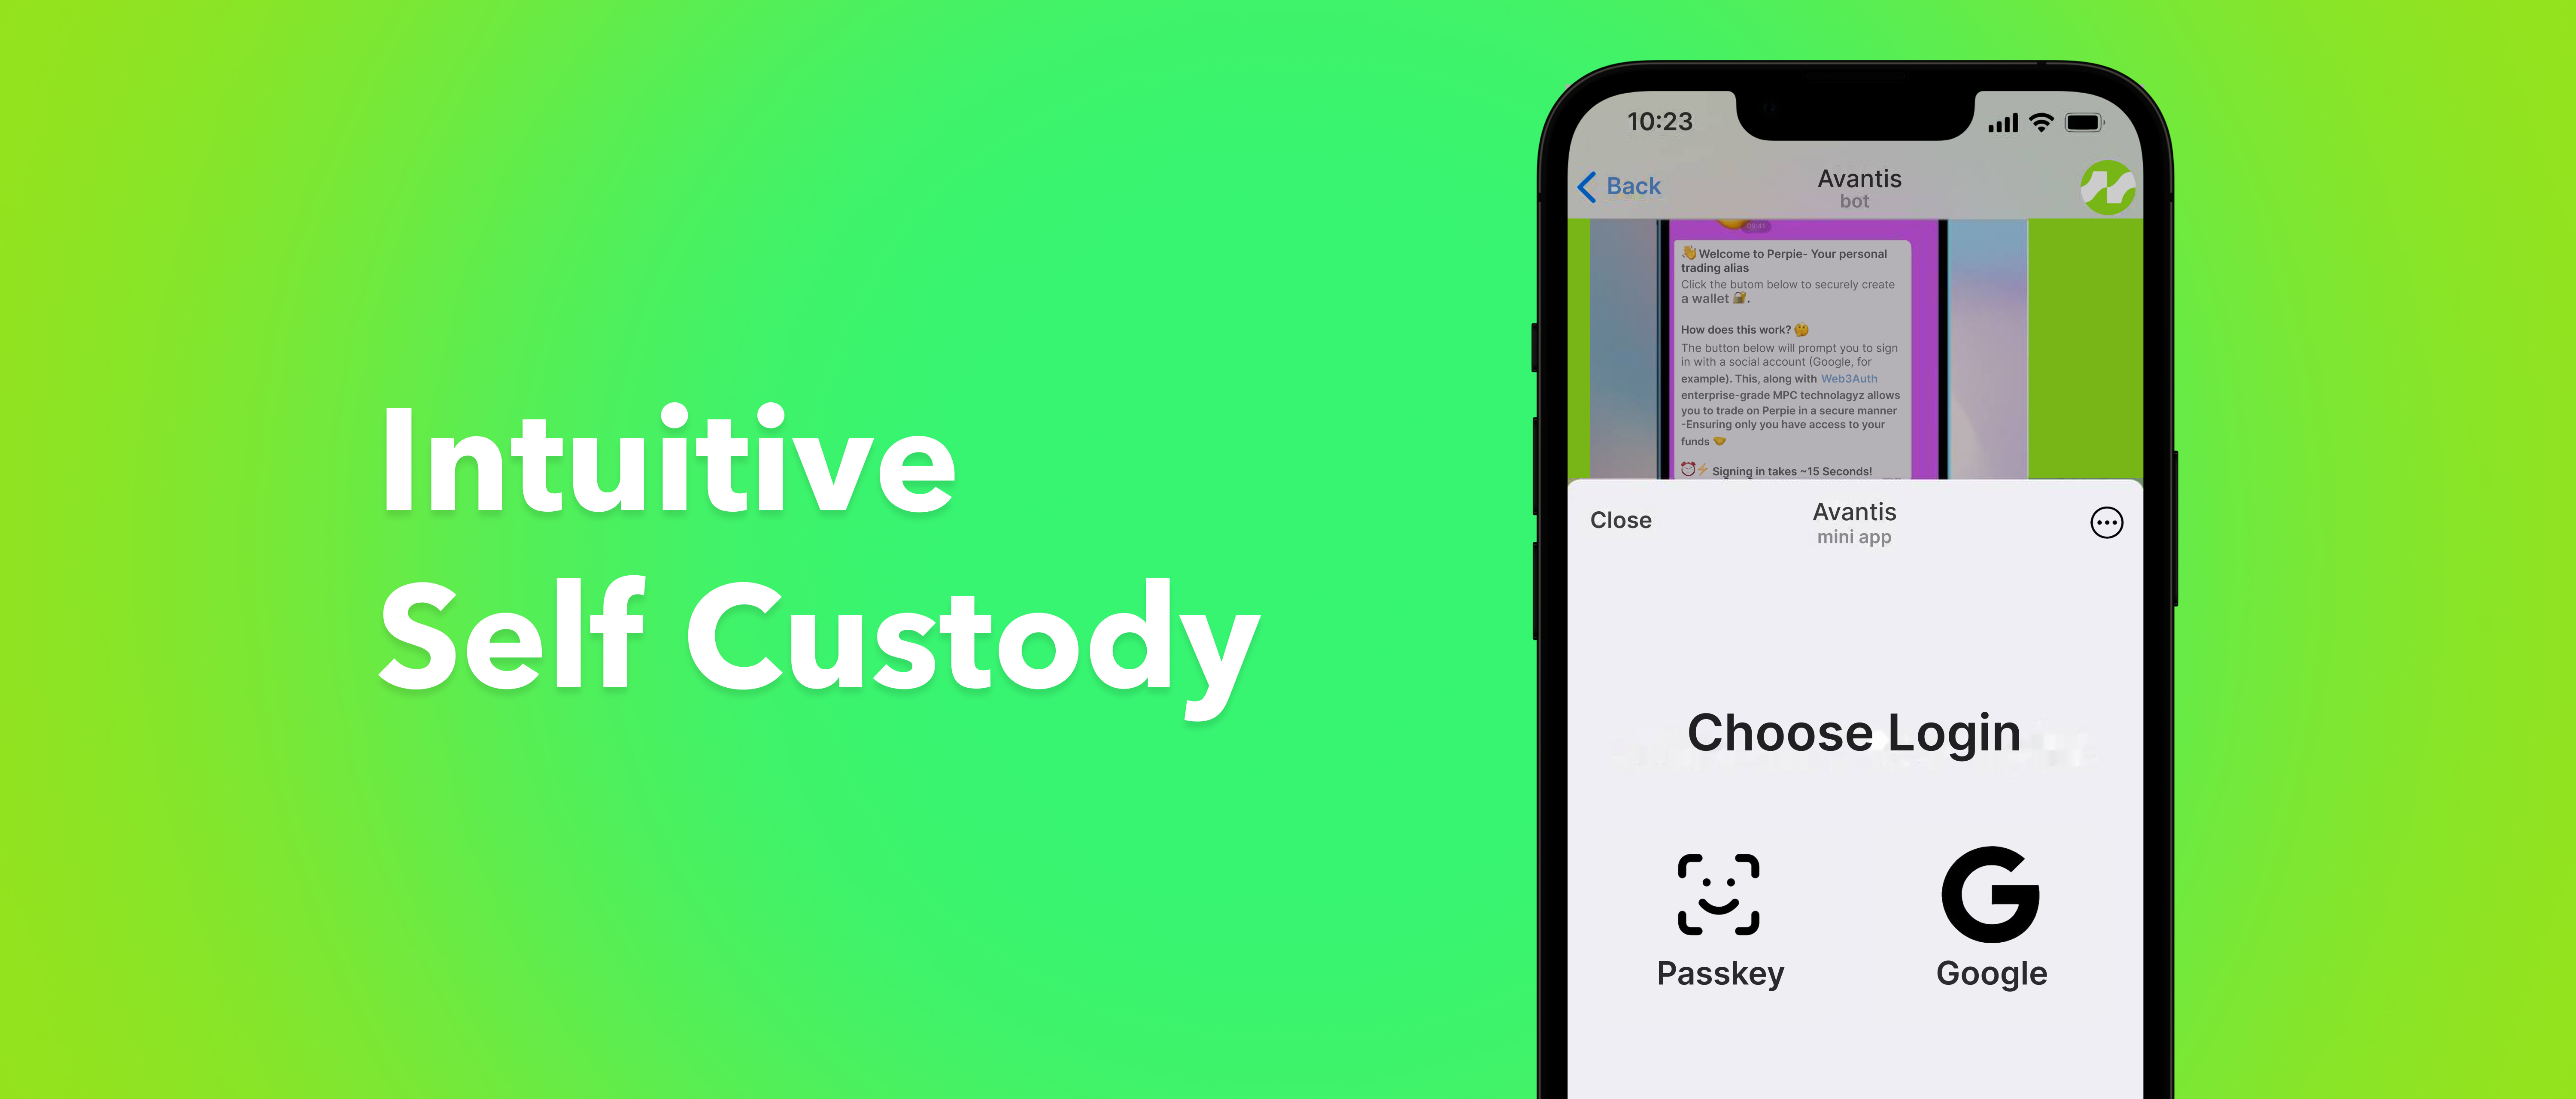 Intuitive
Self Custody
10:23
Back
Avantis
bot
09:41
👋 Welcome to Perpie- Your personal
trading alias
Click the butom below to securely create
a wallet 🔐.
How does this work? 🤔
The button below will prompt you to sign
in with a social account (Google, for
example). This, along with Web3Auth
enterprise-grade MPC technolagyz allows
you to trade on Perpie in a secure manner
-Ensuring only you have access to your
funds 🤝
⏰⚡ Signing in takes ~15 Seconds!
Close
Avantis
mini app
Choose Login
Passkey
Google